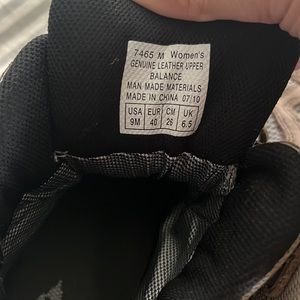 7465 M Women's
GENUINE LEATHER UPPER
BALANCE
MAN MADE MATERIALS
MADE IN CHINA 07/10
USA EUR CM UK
9M 40 26 6.5